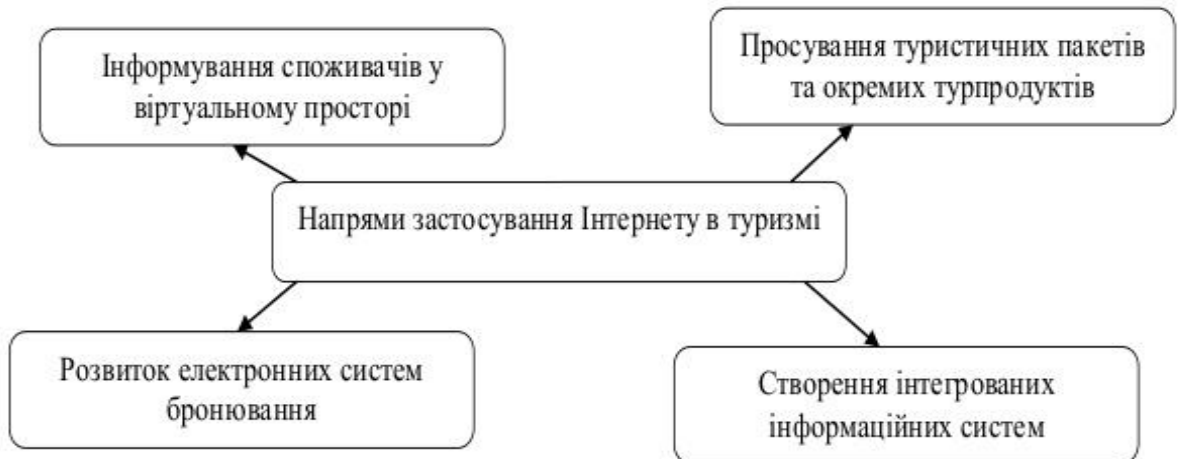 Інформування споживачів у
віртуальному просторі
Просування туристичних пакетів
та окремих турпродуктів
Напрями застосування Інтернету в туризмі
Розвиток електронних систем
бронювання
Створення інтегрованих
інформаційних систем